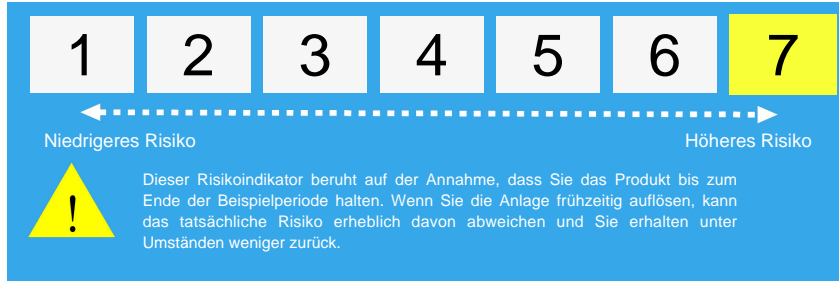 1 2 3 4 5 6 7
Niedrigeres Risiko Höheres Risiko
!
Dieser Risikoindikator beruht auf der Annahme, dass Sie das Produkt bis zum
Ende der Beispielperiode halten. Wenn Sie die Anlage frühzeitig auflösen, kann
das tatsächliche Risiko erheblich davon abweichen und Sie erhalten unter
Umständen weniger zurück.